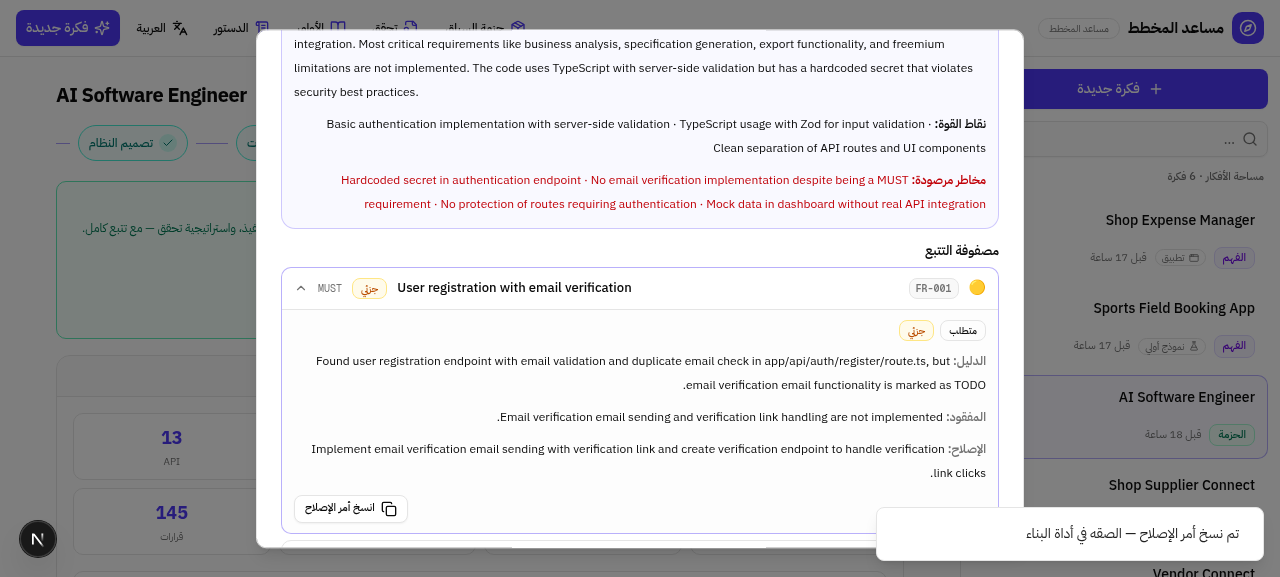 مساعد المخطط
مساعد المخطط
العربية
الدستور
فكرة جديدة
فكرة جديدة
...
مساحة الأفكار · 6 فكرة
Shop Expense Manager
الفهم
تطبيق
قبل 17 ساعة
Sports Field Booking App
الفهم
نموذج أولي
قبل 17 ساعة
AI Software Engineer
الحزمة
قبل 18 ساعة
Shop Supplier Connect
Vendor Connect
AI Software Engineer
تصميم النظام
فيذ، واستراتيجية تحقق — مع تتبع كامل.
13
API
145
قرارات
integration. Most critical requirements like business analysis, specification generation, export functionality, and freemium
limitations are not implemented. The code uses TypeScript with server-side validation but has a hardcoded secret that violates
security best practices.
نقاط القوة: Basic authentication implementation with server-side validation · TypeScript usage with Zod for input validation ·
Clean separation of API routes and UI components
مخاطر مرصودة: Hardcoded secret in authentication endpoint · No email verification implementation despite being a MUST
requirement · No protection of routes requiring authentication · Mock data in dashboard without real API integration
مصفوفة التتبع
FR-001
User registration with email verification
جزئي
MUST
متطلب
جزئي
الدليل: Found user registration endpoint with email validation and duplicate email check in app/api/auth/register/route.ts, but
email verification email functionality is marked as TODO.
المفقود: Email verification email sending and verification link handling are not implemented.
الإصلاح: Implement email verification email sending with verification link and create verification endpoint to handle verification
link clicks.
انسخ أمر الإصلاح
تم نسخ أمر الإصلاح — الصقه في أداة البناء
N